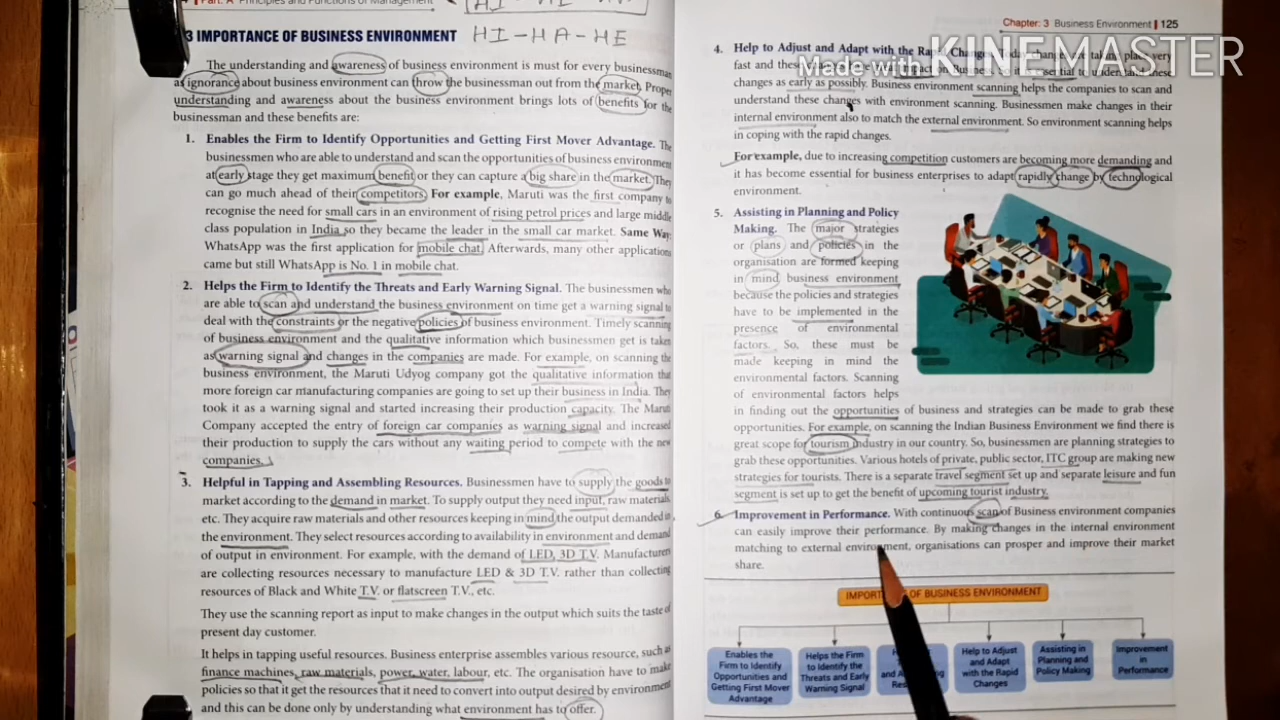 Part: A Principles and Functions of Management
3 IMPORTANCE OF BUSINESS ENVIRONMENT HI-HA-HE
The understanding and awareness of business environment is must for every businessman
as ignorance about business environment can throw the businessman out from the market. Proper
understanding and awareness about the business environment brings lots of benefits for the
businessman and these benefits are:
1. Enables the Firm to Identify Opportunities and Getting First Mover Advantage. The
businessmen who are able to understand and scan the opportunities of business environment
at early stage they get maximum benefit or they can capture a big share in the market. They
can go much ahead of their competitors. For example, Maruti was the first company to
recognise the need for small cars in an environment of rising petrol prices and large middle
class population in India so they became the leader in the small car market. Same Way
WhatsApp was the first application for mobile chat. Afterwards, many other applications
came but still WhatsApp is No. 1 in mobile chat.
2. Helps the Firm to Identify the Threats and Early Warning Signal. The businessmen who
are able to scan and understand the business environment on time get a warning signal to
deal with the constraints or the negative policies of business environment. Timely scanning
of business environment and the qualitative information which businessmen get is taken
as warning signal and changes in the companies are made. For example, on scanning the
business environment, the Maruti Udyog company got the qualitative information that
more foreign car manufacturing companies are going to set up their business in India. They
took it as a warning signal and started increasing their production capacity. The Maruti
Company accepted the entry of foreign car companies as warning signal and increased
their production to supply the cars without any waiting period to compete with the new
companies.
3. Helpful in Tapping and Assembling Resources. Businessmen have to supply the goods to
market according to the demand in market. To supply output they need input, raw materials
etc. They acquire raw materials and other resources keeping in mind the output demanded in
the environment. They select resources according to availability in environment and demand
of output in environment. For example, with the demand of LED, 3D T.V. Manufacturers
are collecting resources necessary to manufacture LED & 3D T.V. rather than collecting
resources of Black and White T.V. or flatscreen T.V., etc.
They use the scanning report as input to make changes in the output which suits the taste of
present day customer.
It helps in tapping useful resources. Business enterprise assembles various resource, such as
finance machines, raw materials, power, water, labour, etc. The organisation have to make
policies so that it get the resources that it need to convert into output desired by environment
and this can be done only by understanding what environment has to offer.
Chapter: 3 Business Environment 125
Made with KINEMASTER
4. Help to Adjust and Adapt with the Rapid Changes.
fast and these
changes as early as possibly. Business environment scanning helps the companies to scan and
understand these changes with environment scanning. Businessmen make changes in their
internal environment also to match the external environment. So environment scanning helps
in coping with the rapid changes.
For example, due to increasing competition customers are becoming more demanding and
it has become essential for business enterprises to adapt rapidly change by technological
environment.
5. Assisting in Planning and Policy
Making. The major strategies
or plans and policies in the
organisation are formed keeping
in mind business environment
because the policies and strategies
have to be implemented in the
presence of environmental
factors. So, these must be
made keeping in mind the
environmental factors. Scanning
of environmental factors helps
in finding out the opportunities of business and strategies can be made to grab these
opportunities. For example, on scanning the Indian Business Environment we find there is
great scope for tourism industry in our country. So, businessmen are planning strategies to
grab these opportunities. Various hotels of private, public sector, ITC group are making new
strategies for tourists. There is a separate travel segment set up and separate leisure and fun
segment is set up to get the benefit of upcoming tourist industry.
6. Improvement in Performance. With continuous scan of Business environment companies
can easily improve their performance. By making changes in the internal environment
matching to external environment, organisations can prosper and improve their market
share.
IMPORT OF BUSINESS ENVIRONMENT
Enables the
Firm to Identify
Opportunities and
Getting First Mover
Advantage
Helps the Firm
to Identify the
Threats and Early
Warning Signal
Help to Adjust
and Adapt
with the Rapid
Changes
Assisting in
Planning and
Policy Making
Improvement
in
Performance